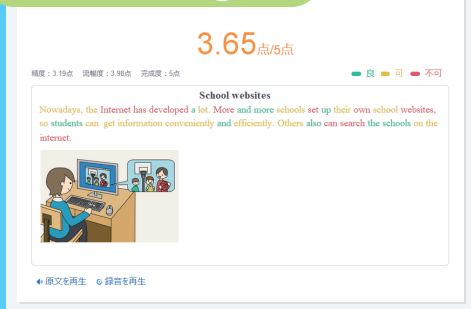 3.65点/5点
精度：3.19点 流暢度：3.98点 完成度：5点 良 可 不可
School websites
Nowadays, the Internet has developed a lot. More and more schools set up their own school websites,
so students can get information conveniently and efficiently. Others also can search the schools on the
internet.
原文を再生 録音を再生